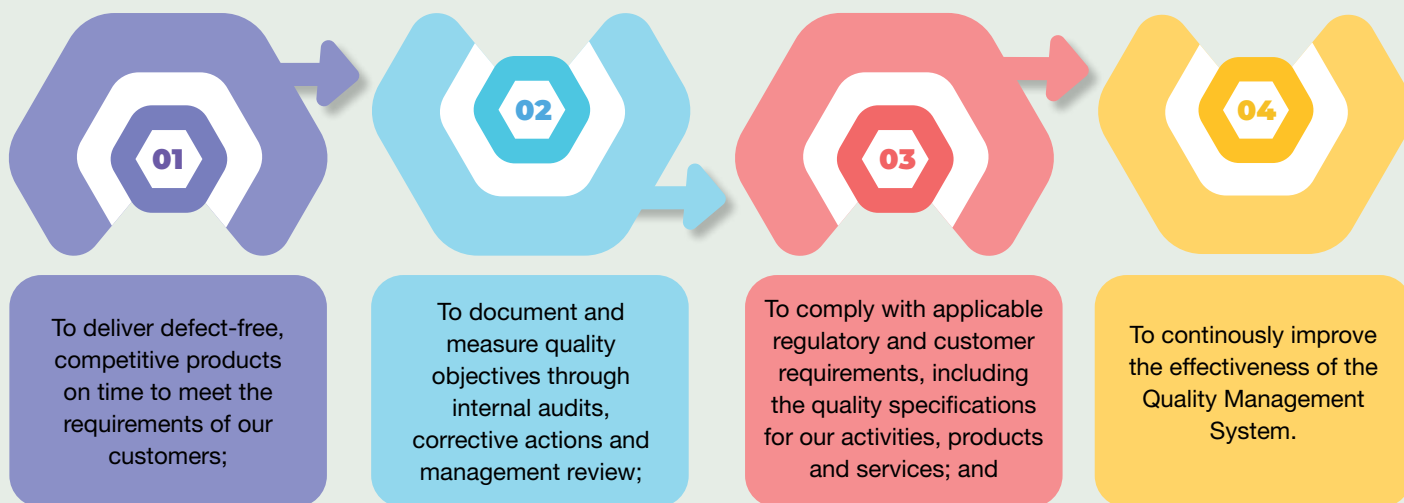 01
To deliver defect-free,
competitive products
on time to meet the
requirements of our
customers;
02
To document and
measure quality
objectives through
internal audits,
corrective actions and
management review;
03
To comply with applicable
regulatory and customer
requirements, including
the quality specifications
for our activities, products
and services; and
04
To continously improve
the effectiveness of the
Quality Management
System.